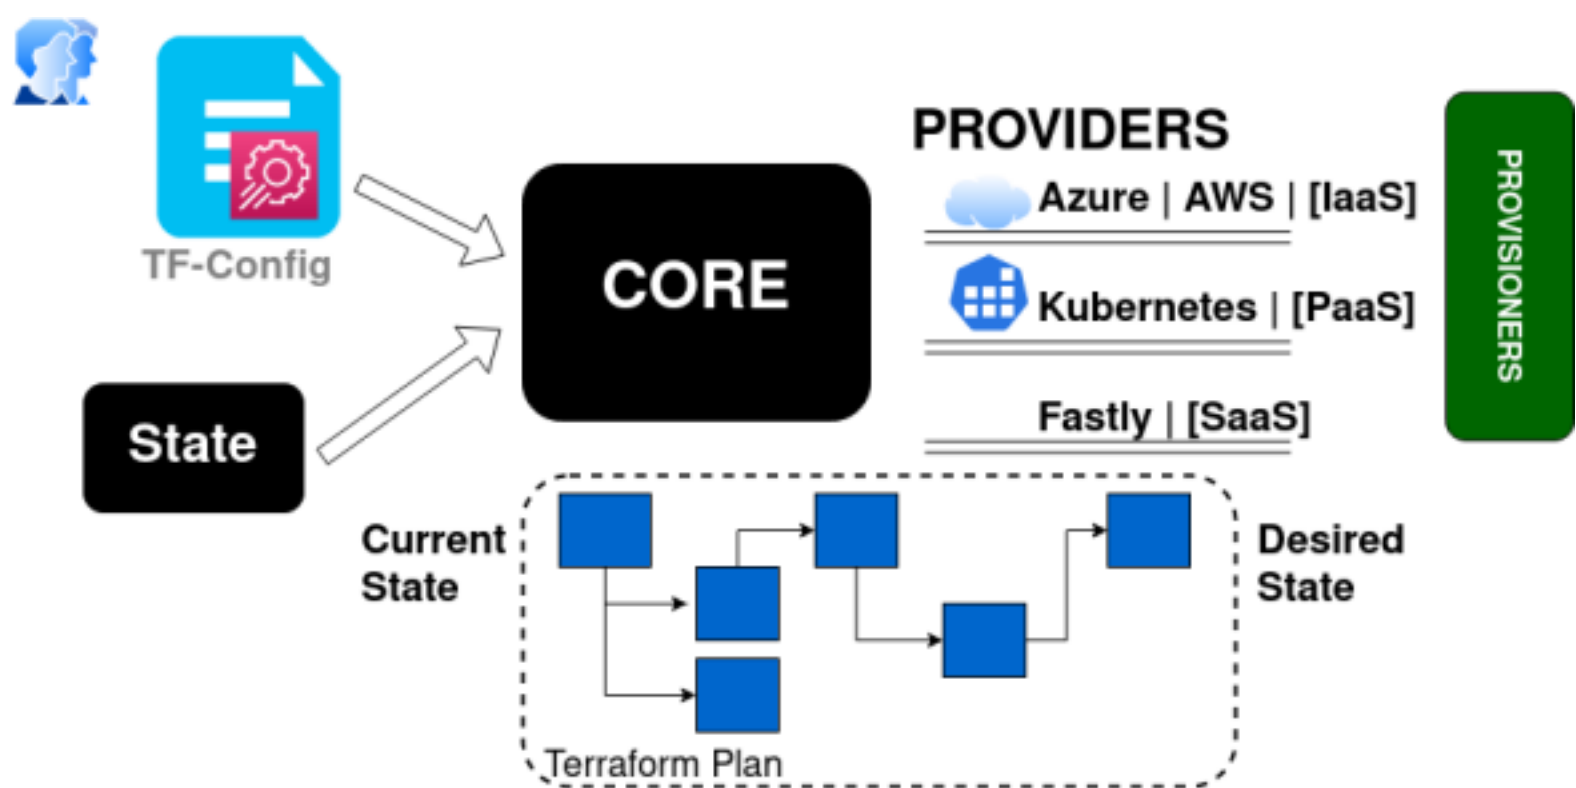 TF-Config
State
CORE
PROVIDERS
Azure | AWS | [IaaS]
Kubernetes | [PaaS]
Fastly | [SaaS]
PROVISIONERS
Current
State
Desired
State
Terraform Plan